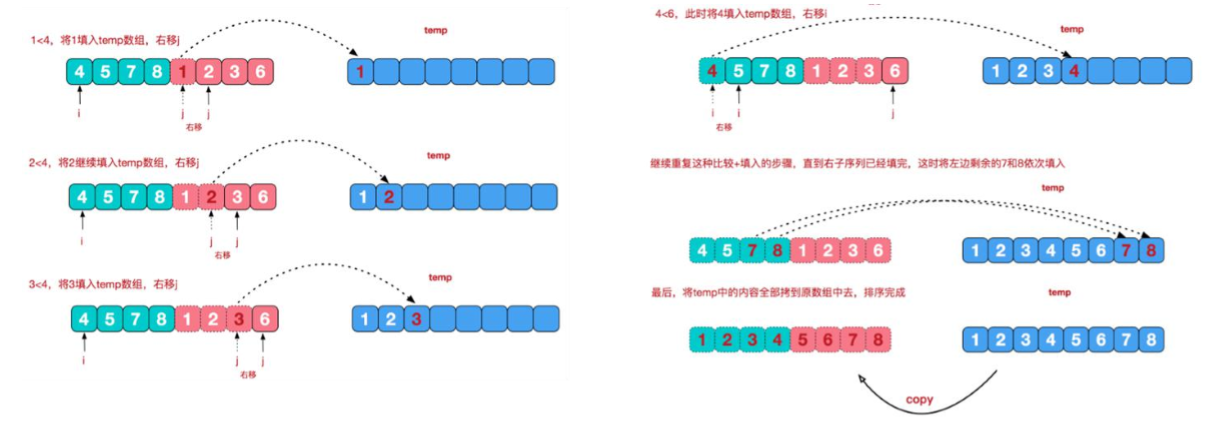 1<4，将1填入temp数组，右移j
temp
4 5 7 8 1 2 3 6
1
i
j
j
右移
2<4，将2继续填入temp数组，右移j
temp
4 5 7 8 1 2 3 6
1 2
i
j
j
右移
3<4，将3填入temp数组，右移j
temp
4 5 7 8 1 2 3 6
1 2 3
i
j
j
右移
4<6，此时将4填入temp数组，右移i
temp
4 5 7 8 1 2 3 6
1 2 3 4
i
i
j
右移
继续重复这种比较+填入的步骤，直到右子序列已经填完，这时将左边剩余的7和8依次填入
temp
4 5 7 8 1 2 3 6
1 2 3 4 5 6 7 8
最后，将temp中的内容全部拷到原数组中去，排序完成
temp
1 2 3 4 5 6 7 8
1 2 3 4 5 6 7 8
copy